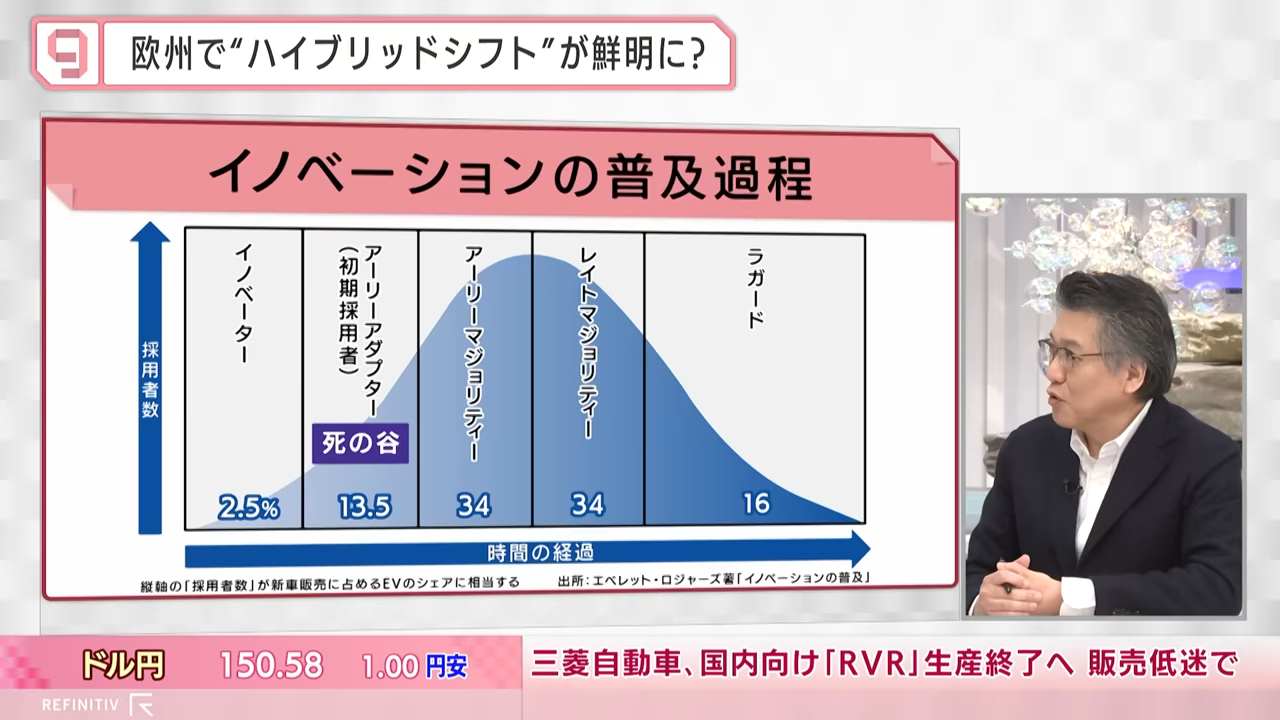 9
欧州で“ハイブリッドシフト”が鮮明に?
イノベーションの普及過程
採用者数
イノベーター
アーリーアダプター
(初期採用者)
アーリーマジョリティー
レイトマジョリティー
ラガード
死の谷
2.5%
13.5
34
34
16
時間の経過
縦軸の「採用者数」が新車販売に占めるEVのシェアに相当する
出所:エベレット・ロジャーズ著「イノベーションの普及」
ドル円 150.58 1.00 円安
三菱自動車、国内向け「RVR」生産終了へ 販売低迷で
REFINITIV